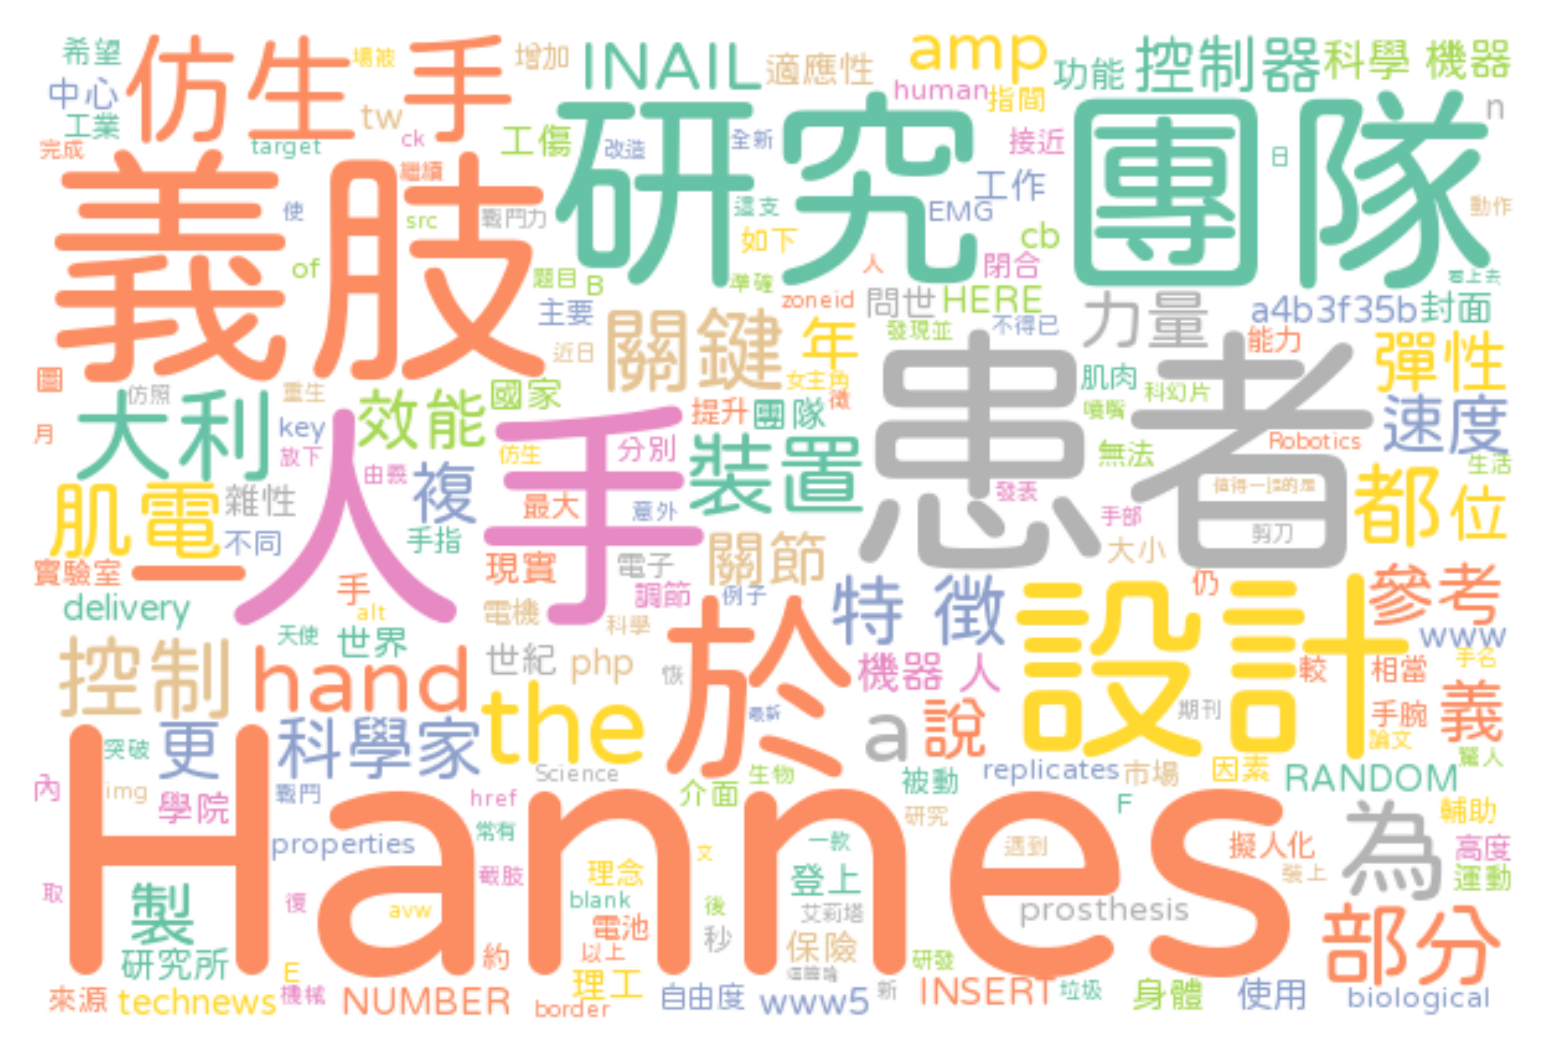 希望 仿生手 場被 增加 INAIL 適應性 amp 功能 控制器 科學 機器
中心 tw human 指間 n
工業 ck 工傷 改造 全新 接近 日
完成 target 研究 團隊
義肢 繼續 工作
使 src 戰鬥力 這支 EMG 動作
of 如下 cb
題目 B 準確 人 閉合 看上去
主要 zoneid 問世 HERE 力量 a4b3f35b 封面
近日 關鍵 年 發現並 不得已 能力 彈性
圖 仿照 重生 效能 國家 女主角 患者 肌肉 科幻片
大利 提升 團隊 徵 噴嘴 速度
月 key 人手 Robotics
放下 分別 裝置 無法 生活
由義 複 仿生 值得一提的是 都 位
肌電 雜性 最大 意外 發表 手部
不同 手指 剪刀
實驗室 一 現實 電子 關節 大小
手 調節 例子 特 徵 設計 仍 參考
delivery alt 電機 科學 於
天使 世界 www
控制 hand 世紀 php 恢 機器 人 較 相當 手名
the 最新 a 說 期刊 手腕 義
突破 更 科學家 論文
Science 生物 replicates 市場 因素 驚人
內 img 戰鬥 href 介面 被動 RANDOM
學院 研究 F 為 輔助
properties 常有 一款 遇到 擬人化 高度
Hannes
取 截肢 理念 登上 裝上 運動
製 復 avw 文 blank 後 艾莉塔 prosthesis
電池 秒 保險 部分
研究所 約 以上 研發
E 理工
來源 technews 機械 NUMBER border 自由度 www5 新 INSERT 垃圾 身體 使用 biological